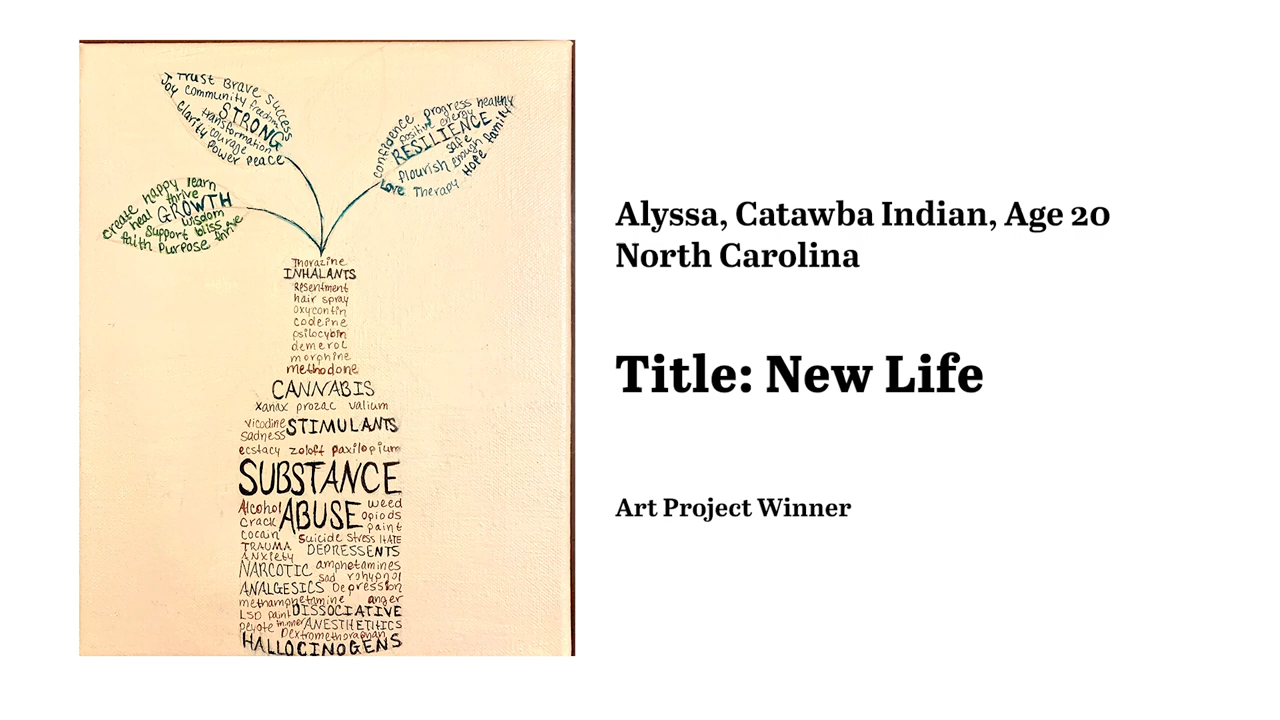 I Trust Brave Success
Joy community freedom
STRONG
transformation
Clarity courage
Power Peace
confidence progress healthy
positive energy
RESILIENCE
safe
flourish enough Hope family
Love Therapy
create happy learn
thrive
heal GROWTH
wisdom
Support bliss thrive
faith Purpose
Thorazine
INHALANTS
Resentment
hair spray
oxycontin
codeine
psilocybin
demerol
morphine
methodone
CANNABIS
xanax prozac valium
vicodine STIMULANTS
sadness
ecstacy zoloft paxil opium
SUBSTANCE
Alcohol ABUSE weed
Crack opiods
cocain paint
Suicide Stress HATE
TRAUMA DEPRESSENTS
ANxiety
NARCOTIC amphetamines
sad rohypnol
ANALGESICS Depression
methamphetamine anger
LSD paint DISSOCIATIVE
peyote thinner ANESTHETITICS
Dextromethoraphan
HALLOCINOGENS
Alyssa, Catawba Indian, Age 20
North Carolina
Title: New Life
Art Project Winner